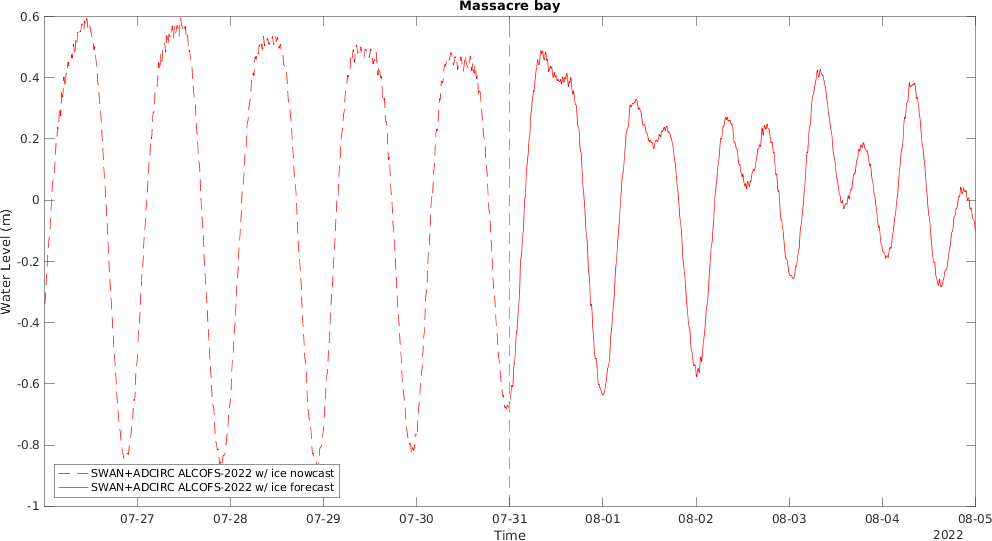 Massacre bay
Water Level (m)
0.6
0.4
0.2
0
-0.2
-0.4
-0.6
-0.8
-1
SWAN+ADCIRC ALCOFS-2022 w/ ice nowcast
SWAN+ADCIRC ALCOFS-2022 w/ ice forecast
07-27 07-28 07-29 07-30 07-31 08-01 08-02 08-03 08-04 08-05
Time
2022